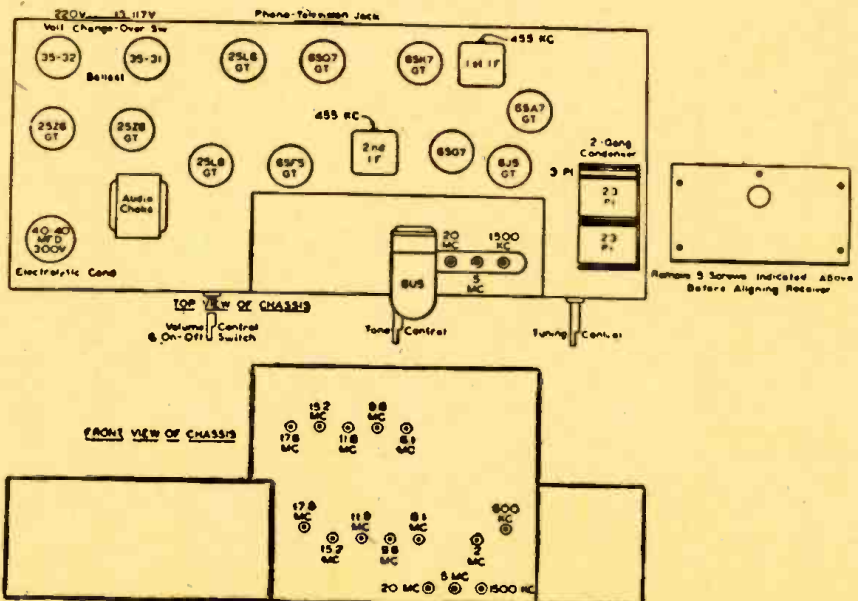 220V 117V
Volt Change-Over Sw
Phono-Television Jack
35-32
35-31
Ballast
25L6
GT
6SQ7
GT
6SK7
GT
455 KC
1st IF
25Z6
GT
25Z6
GT
25L6
GT
6SF5
GT
455 KC
2nd
IF
6SQ7
6SA7
GT
6J5
GT
2-Gang
Condenser
3 Pl
23
Pl
23
Pl
Audio
Choke
40-40
MFD
300V
Electrolytic Cond
6U5
20
MC
5
MC
1500
KC
Remove 5 Screws Indicated Above
Before Aligning Receiver
TOP VIEW OF CHASSIS
Volume Control
& On-Off Switch
Tone Control
Tuning Control
FRONT VIEW OF CHASSIS
17.8
MC
15.2
MC
11.8
MC
9.6
MC
6.1
MC
17.8
MC
15.2
MC
11.8
MC
9.6
MC
6.1
MC
2
MC
600
KC
20 MC
5 MC
1500 KC